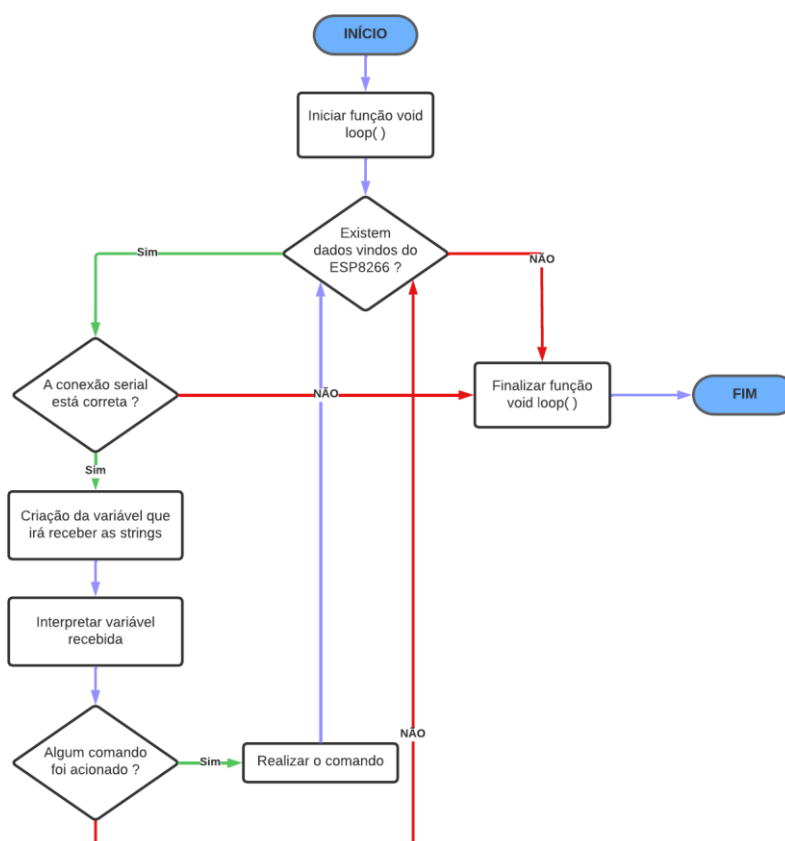 INÍCIO
Iniciar função void
loop( )
Existem
dados vindos do
ESP8266 ?
Sim
NÃO
A conexão serial
está correta ?
NÃO
Finalizar função
void loop( )
FIM
Sim
Criação da variável que
irá receber as strings
Interpretar variável
recebida
NÃO
Algum comando
foi acionado ?
Sim
Realizar o comando